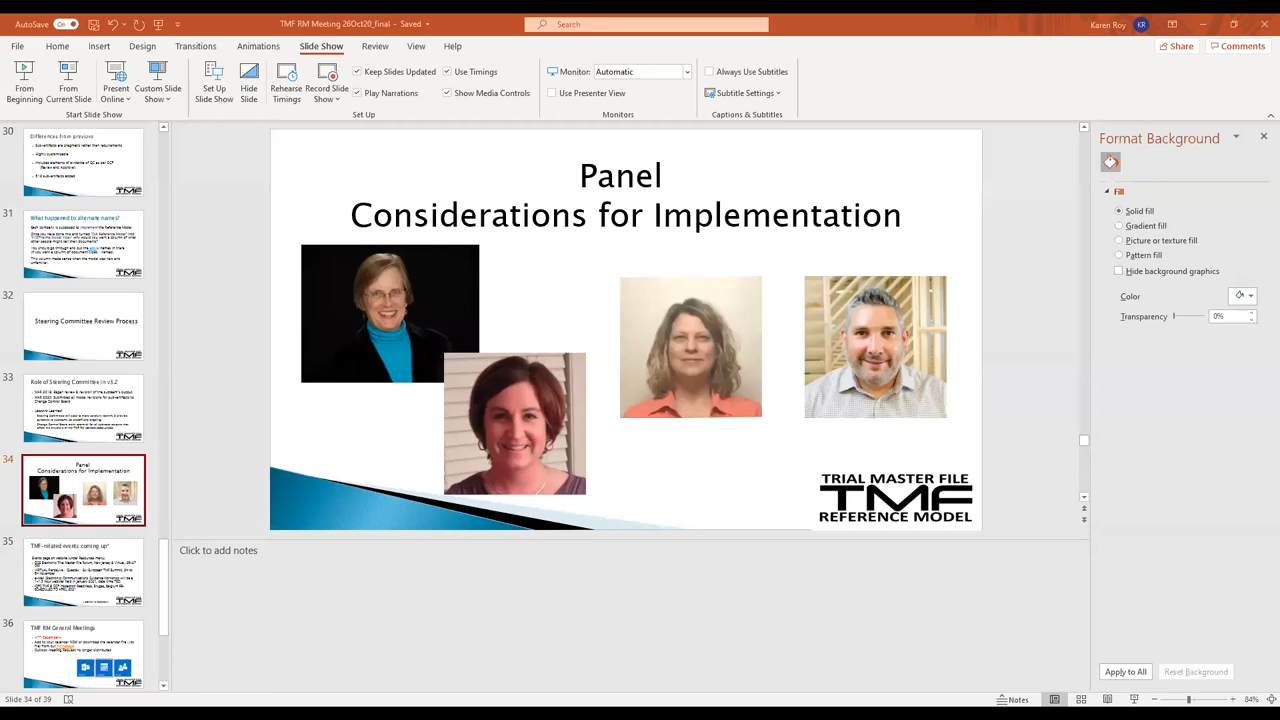 AutoSave On TMF RM Meeting 26Oct20_final - Saved Search Karen Roy KR
File Home Insert Design Transitions Animations Slide Show Review View Help Share Comments
From Beginning
From Current Slide
Present Online
Custom Slide Show
Start Slide Show
Set Up Slide Show
Hide Slide
Rehearse Timings
Record Slide Show
Keep Slides Updated
Use Timings
Play Narrations
Show Media Controls
Set Up
Monitor: Automatic
Use Presenter View
Monitors
Always Use Subtitles
Subtitle Settings
Captions & Subtitles
30
Differences from previous
Highly customisable
31
What happened to alternate names?
32
Steering Committee Review Process
33
Role of Steering Committee in v3.2
34
Panel
Considerations for Implementation
35
TMF-related events coming up*
36
TMF RM General Meetings
Panel
Considerations for Implementation
TRIAL MASTER FILE
TMF
REFERENCE MODEL
Click to add notes
Format Background
Fill
Solid fill
Gradient fill
Picture or texture fill
Pattern fill
Hide background graphics
Color
Transparency 0%
Apply to All Reset Background
Slide 34 of 39 Notes 84%